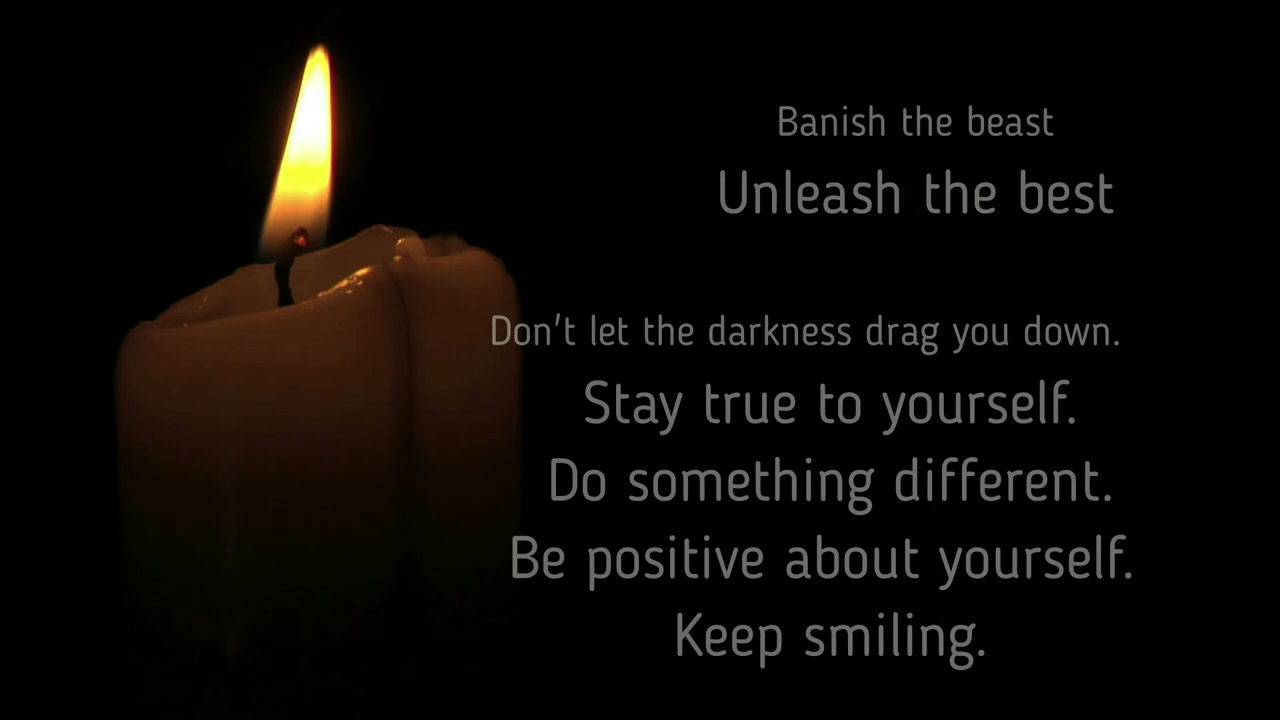 Banish the beast
Unleash the best
Don't let the darkness drag you down.
Stay true to yourself.
Do something different.
Be positive about yourself.
Keep smiling.